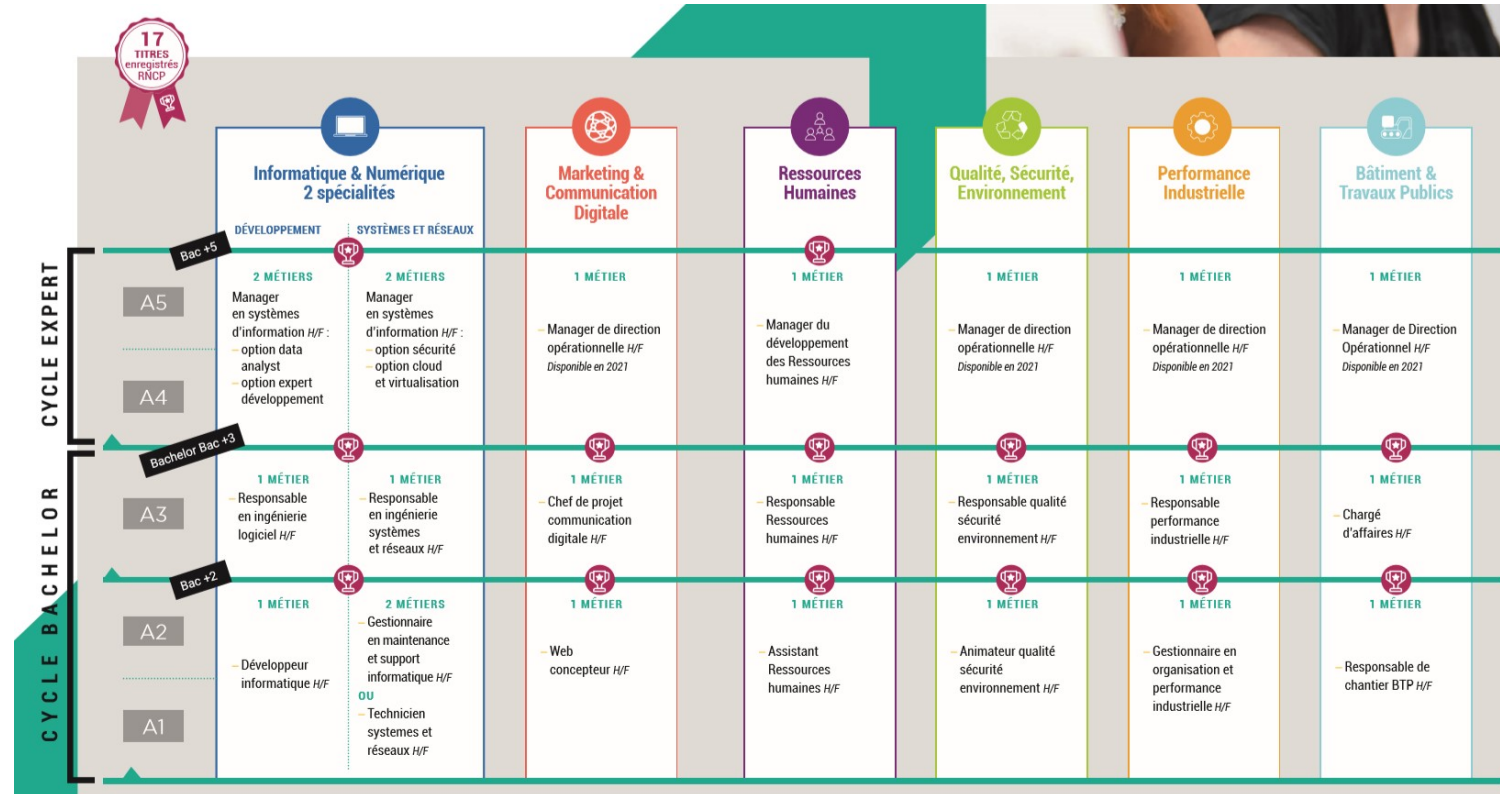 17
TITRES
enregistrés
RNCP
Informatique & Numérique
2 spécialités
DÉVELOPPEMENT
SYSTÈMES ET RÉSEAUX
Marketing &
Communication
Digitale
Ressources
Humaines
Qualité, Sécurité,
Environnement
Performance
Industrielle
Bâtiment &
Travaux Publics
CYCLE EXPERT
Bac +5
A5
A4
2 MÉTIERS
Manager
en systèmes
d'information H/F :
– option data
analyst
– option expert
développement
2 MÉTIERS
Manager
en systèmes
d'information H/F :
– option sécurité
– option cloud
et virtualisation
1 MÉTIER
– Manager de direction
opérationnelle H/F
Disponible en 2021
1 MÉTIER
– Manager du
développement
des Ressources
humaines H/F
1 MÉTIER
– Manager de direction
opérationnelle H/F
Disponible en 2021
1 MÉTIER
– Manager de direction
opérationnelle H/F
Disponible en 2021
1 MÉTIER
– Manager de Direction
Opérationnel H/F
Disponible en 2021
CYCLE BACHELOR
Bachelor Bac +3
A3
1 MÉTIER
– Responsable
en ingénierie
logiciel H/F
1 MÉTIER
– Responsable
en ingénierie
systèmes
et réseaux H/F
1 MÉTIER
– Chef de projet
communication
digitale H/F
1 MÉTIER
– Responsable
Ressources
humaines H/F
1 MÉTIER
– Responsable qualité
sécurité
environnement H/F
1 MÉTIER
– Responsable
performance
industrielle H/F
1 MÉTIER
– Chargé
d'affaires H/F
Bac +2
A2
A1
1 MÉTIER
– Développeur
informatique H/F
2 MÉTIERS
– Gestionnaire
en maintenance
et support
informatique H/F
OU
– Technicien
systemes et
réseaux H/F
1 MÉTIER
– Web
concepteur H/F
1 MÉTIER
– Assistant
Ressources
humaines H/F
1 MÉTIER
– Animateur qualité
sécurité
environnement H/F
1 MÉTIER
– Gestionnaire en
organisation et
performance
industrielle H/F
1 MÉTIER
– Responsable de
chantier BTP H/F